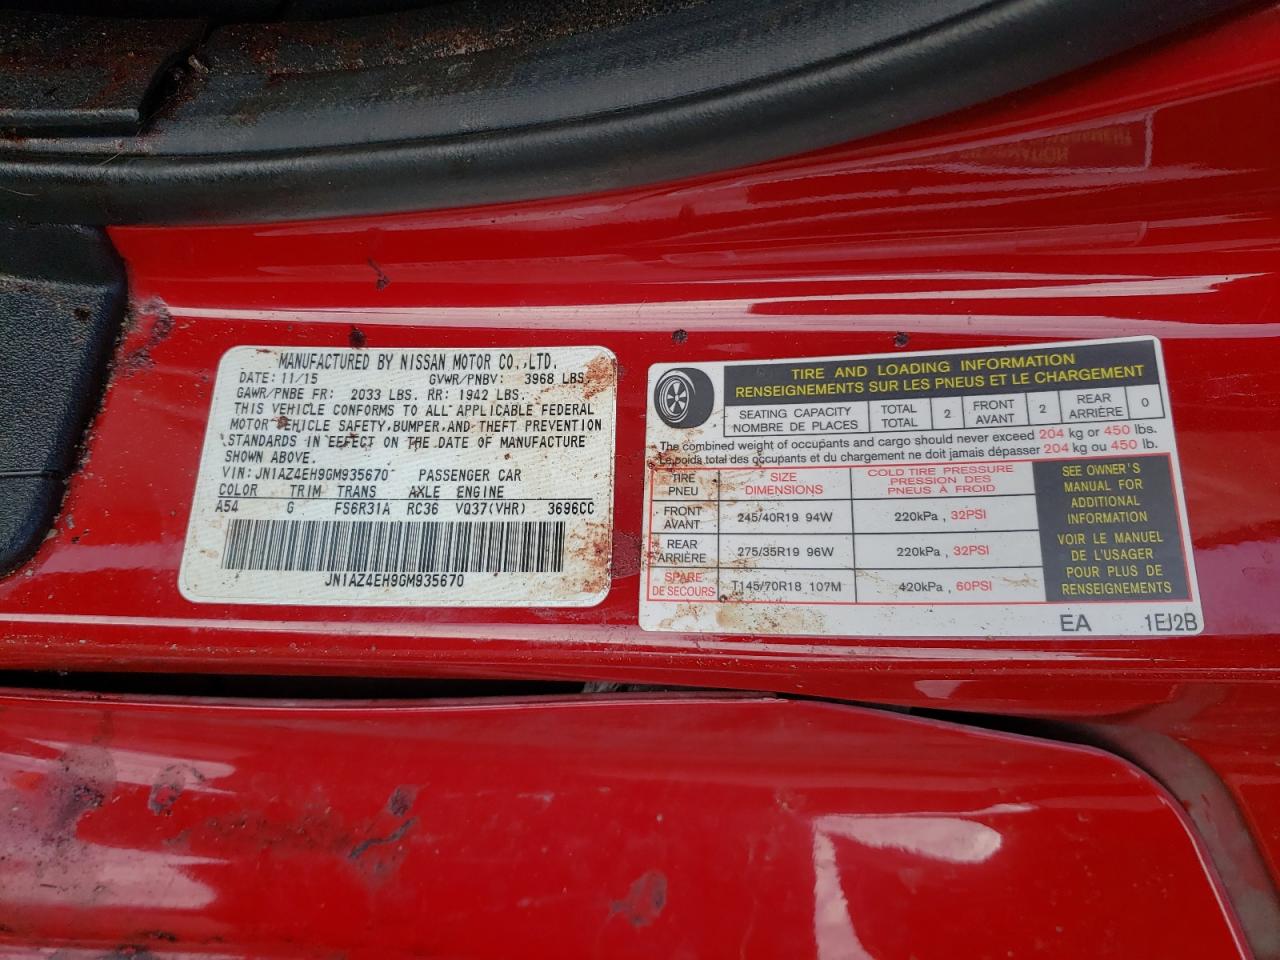 MANUFACTURED BY NISSAN MOTOR CO.,LTD.
DATE: 11/15 GVWR/PNBV: 3968 LBS
GAWR/PNBE FR: 2033 LBS. RR: 1942 LBS.
THIS VEHICLE CONFORMS TO ALL APPLICABLE FEDERAL
MOTOR VEHICLE SAFETY, BUMPER, AND THEFT PREVENTION
STANDARDS IN EFFECT ON THE DATE OF MANUFACTURE
SHOWN ABOVE.
VIN: JN1AZ4EH9GM935670 PASSENGER CAR
COLOR TRIM TRANS AXLE ENGINE
A54 G FS6R31A RC36 VQ37(VHR) 3696CC
JN1AZ4EH9GM935670
TIRE AND LOADING INFORMATION
RENSEIGNEMENTS SUR LES PNEUS ET LE CHARGEMENT
SEATING CAPACITY TOTAL 2 FRONT 2 REAR 0
NOMBRE DE PLACES TOTAL AVANT ARRIÈRE
The combined weight of occupants and cargo should never exceed 204 kg or 450 lbs.
Le poids total des occupants et du chargement ne doit jamais dépasser 204 kg ou 450 lb.
TIRE SIZE COLD TIRE PRESSURE
PNEU DIMENSIONS PRESSION DES
PNEUS À FROID
FRONT 245/40R19 94W 220kPa , 32PSI
AVANT
REAR 275/35R19 96W 220kPa , 32PSI
ARRIÈRE
SPARE T145/70R18 107M 420kPa , 60PSI
DE SECOURS
SEE OWNER'S
MANUAL FOR
ADDITIONAL
INFORMATION
VOIR LE MANUEL
DE L'USAGER
POUR PLUS DE
RENSEIGNEMENTS
EA 1EJ2B